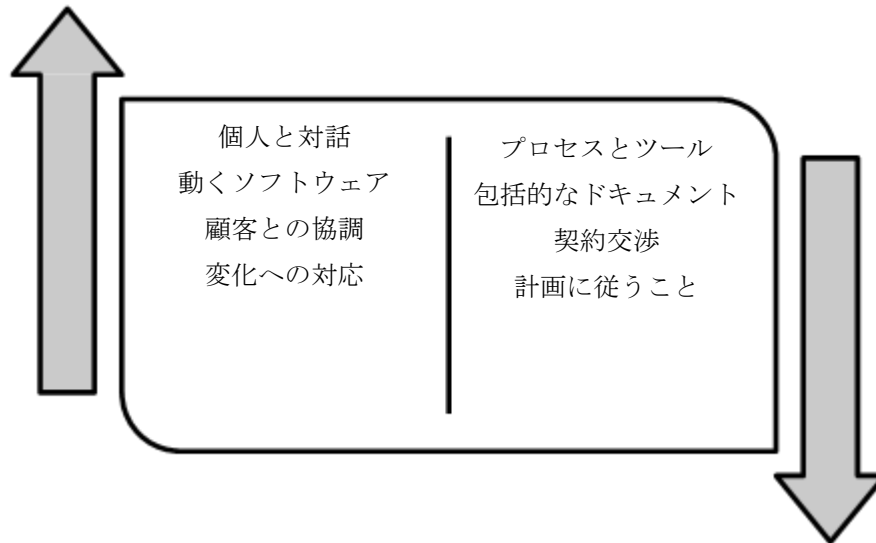 個人と対話
動くソフトウェア
顧客との協調
変化への対応
プロセスとツール
包括的なドキュメント
契約交渉
計画に従うこと